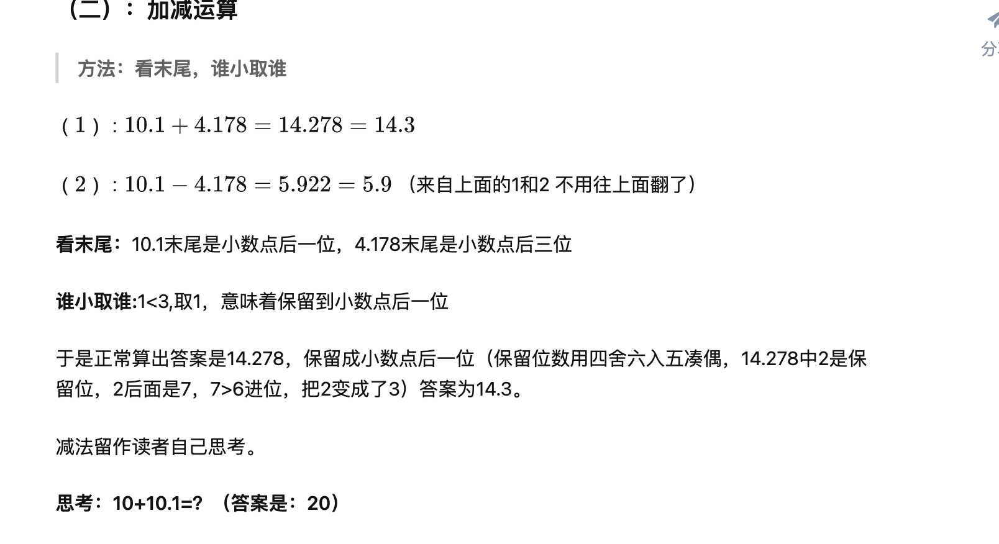 （二）：加减运算
分
方法：看末尾，谁小取谁
（1）: 10.1 + 4.178 = 14.278 = 14.3
（2）: 10.1 − 4.178 = 5.922 = 5.9 （来自上面的1和2 不用往上面翻了）
看末尾：10.1末尾是小数点后一位，4.178末尾是小数点后三位
谁小取谁:1<3,取1，意味着保留到小数点后一位
于是正常算出答案是14.278，保留成小数点后一位（保留位数用四舍六入五凑偶，14.278中2是保
留位，2后面是7，7>6进位，把2变成了3）答案为14.3。
减法留作读者自己思考。
思考：10+10.1=? （答案是：20）